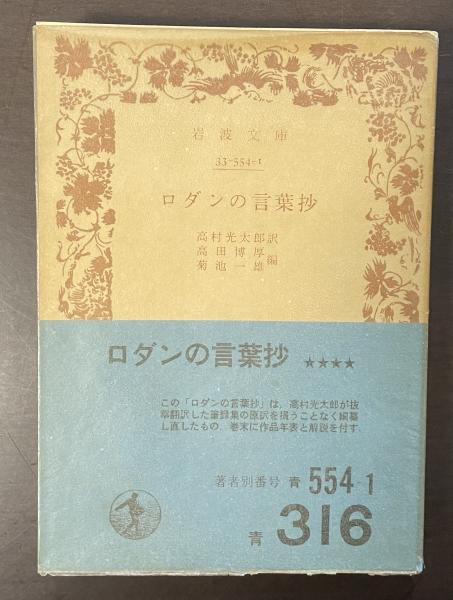 岩波文庫
33-554-1
ロダンの言葉抄
高村光太郎訳
高田博厚
菊池一雄
編
ロダンの言葉抄 ★★★★
この「ロダンの言葉抄」は、高村光太郎が抜
萃翻訳した筆録集の原訳を損うことなく編纂
し直したもの。巻末に作品年表と解説を付す.
著者別番号 青 554-1
青 316